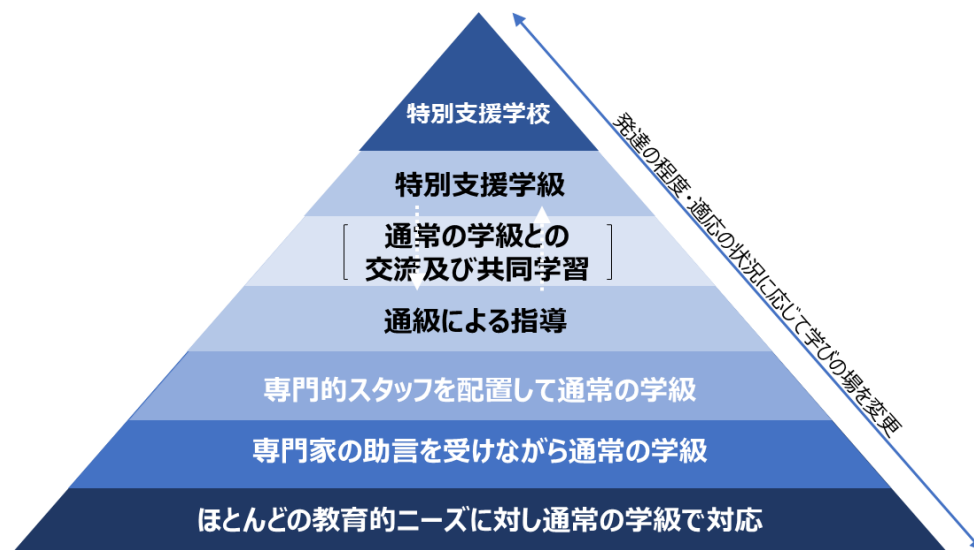 特別支援学校
特別支援学級
通常の学級との
交流及び共同学習
通級による指導
専門的スタッフを配置して通常の学級
専門家の助言を受けながら通常の学級
ほとんどの教育的ニーズに対し通常の学級で対応
発達の程度・適応の状況に応じて学びの場を変更